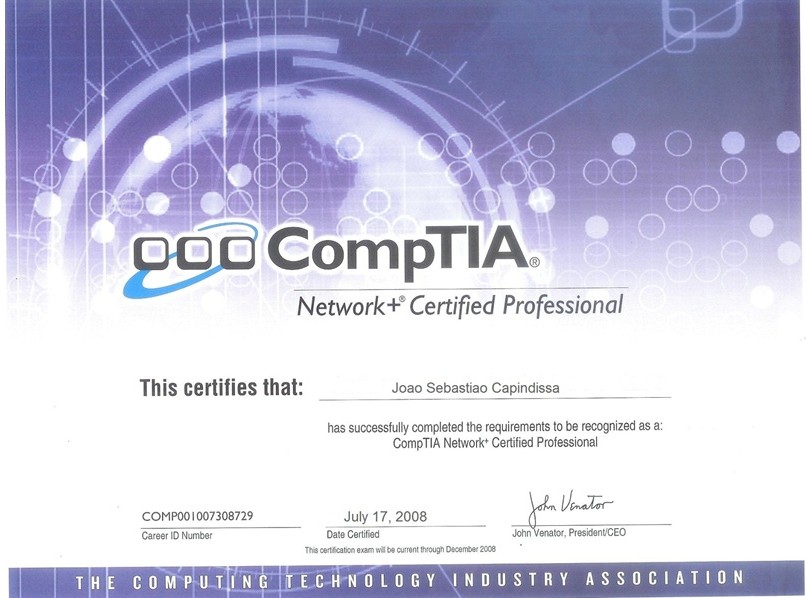 CompTIA®
Network+® Certified Professional
This certifies that: Joao Sebastiao Capindissa
has successfully completed the requirements to be recognized as a:
CompTIA Network+ Certified Professional
COMP001007308729 July 17, 2008 John Venator
Career ID Number Date Certified John Venator, President/CEO
This certification exam will be current through December 2008
THE COMPUTING TECHNOLOGY INDUSTRY ASSOCIATION